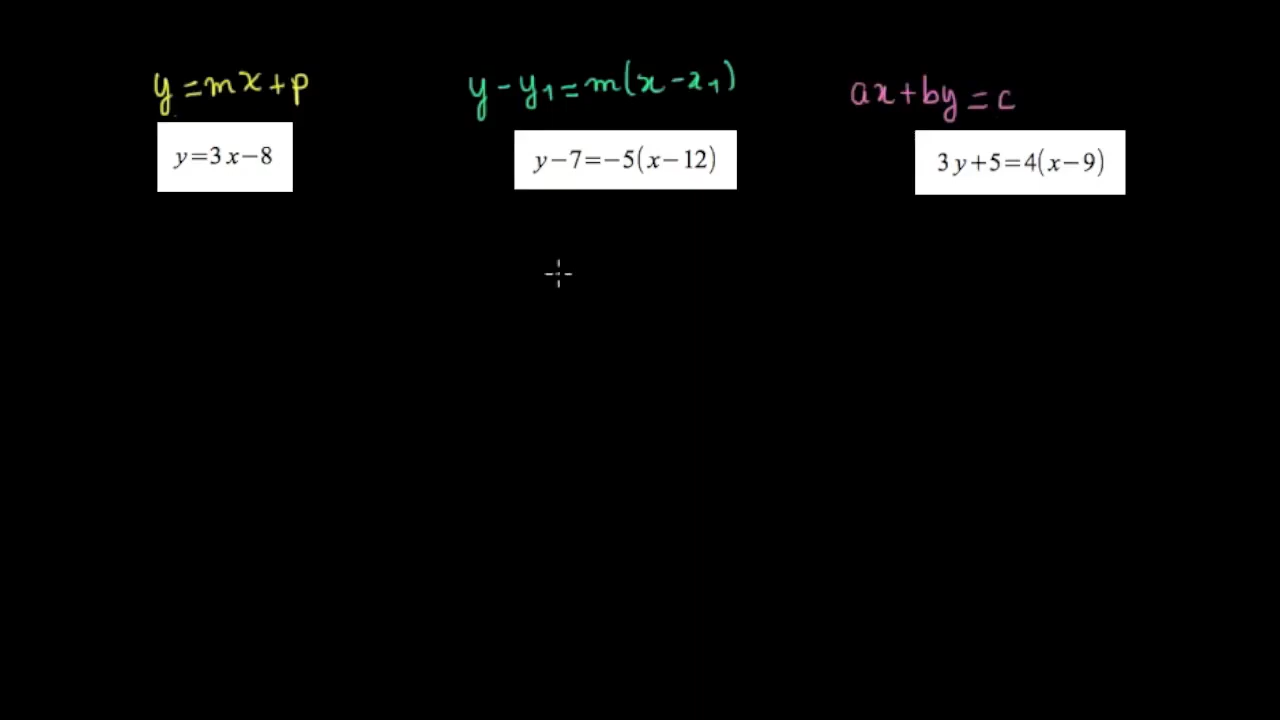 y=mx+p
y-y₁=m(x-x₁)
ax+by=c
y=3x−8
y−7=−5(x−12)
3y+5=4(x−9)